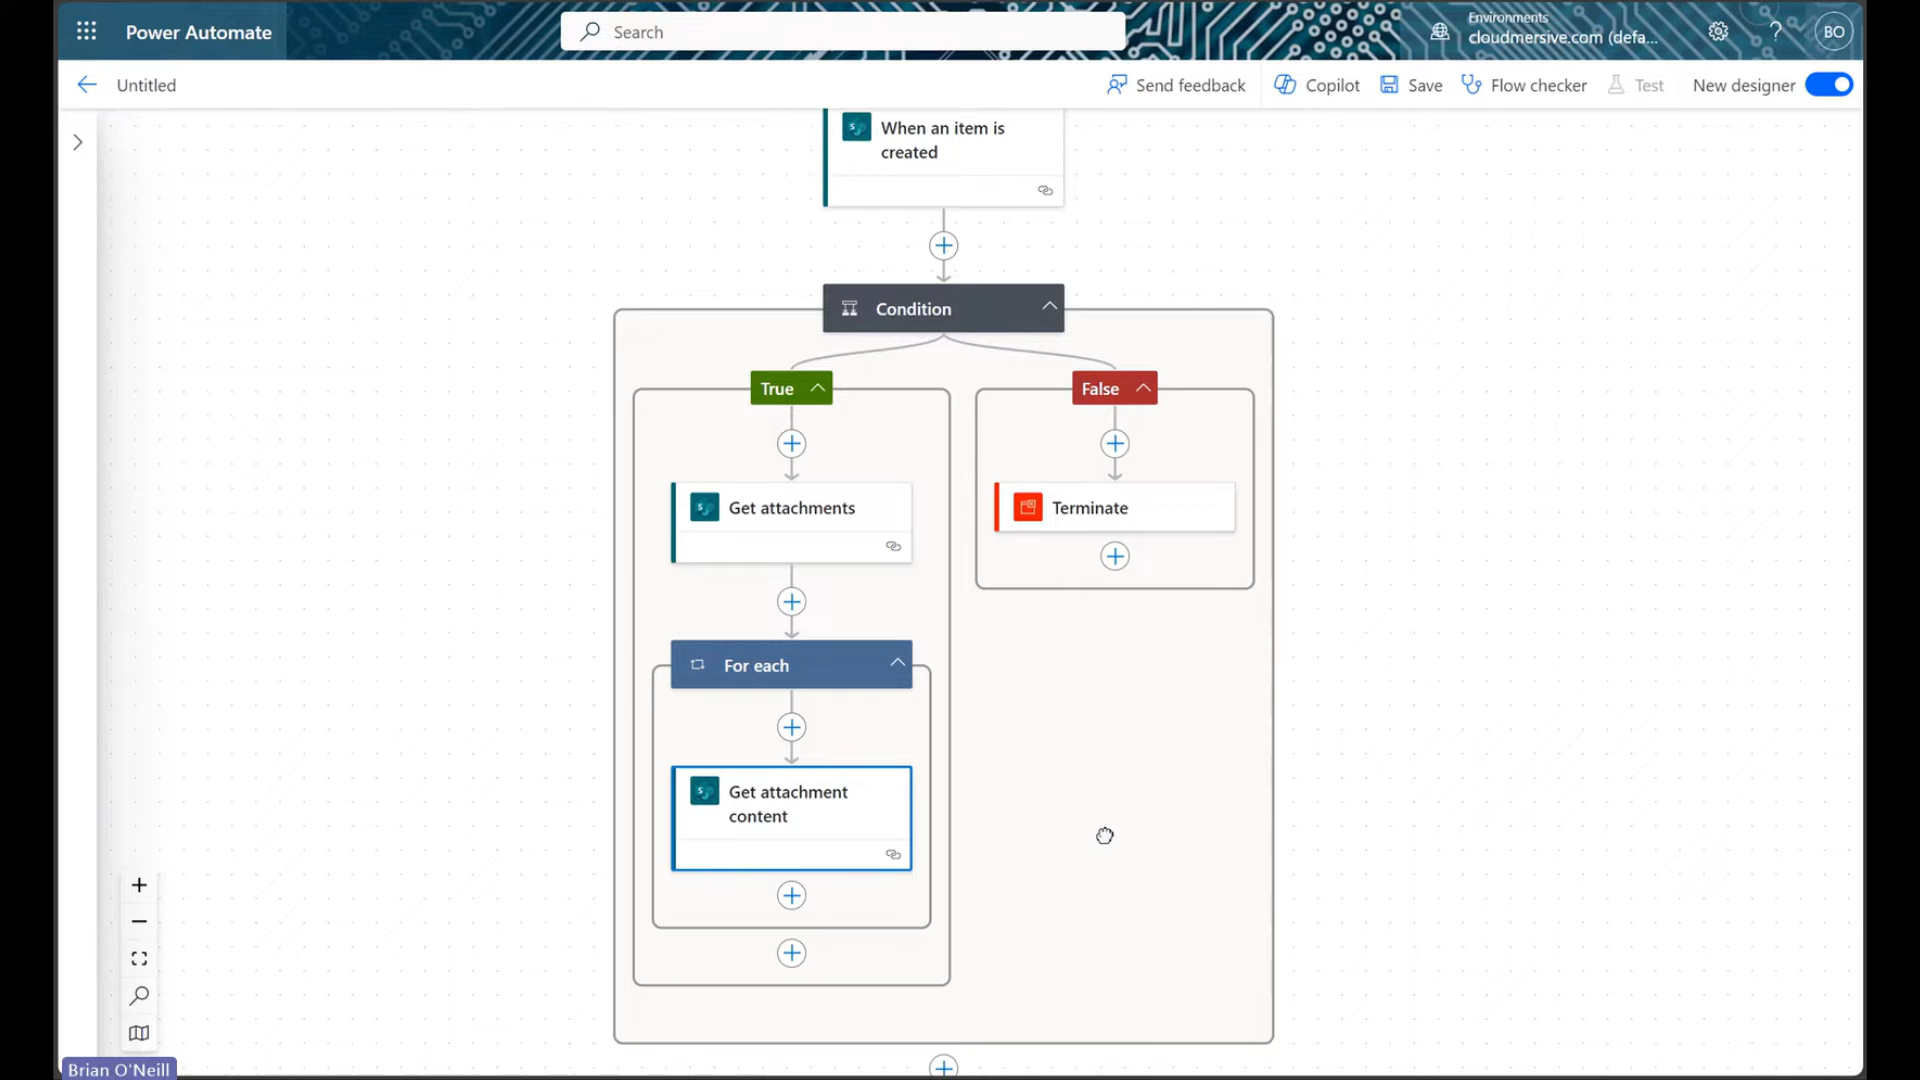 Power Automate
Search
Environments
cloudmersive.com (defa...
?
BO
Untitled
Send feedback
Copilot
Save
Flow checker
Test
New designer
When an item is
created
Condition
True
False
Get attachments
Terminate
For each
Get attachment
content
Brian O'Neill